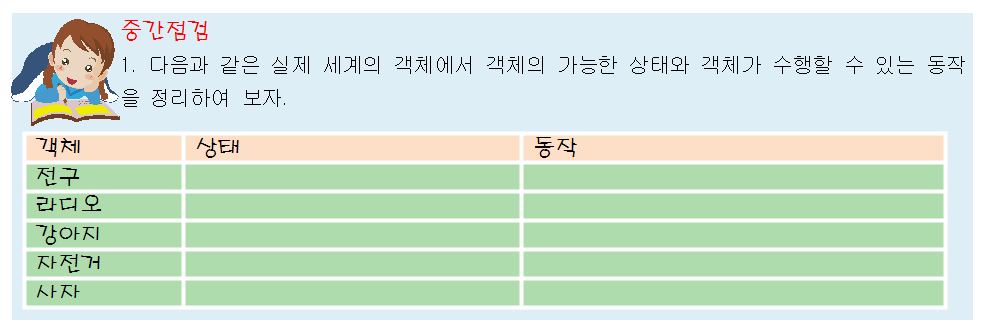 중간점검
1. 다음과 같은 실제 세계의 객체에서 객체의 가능한 상태와 객체가 수행할 수 있는 동작
을 정리하여 보자.
객체 상태 동작
전구
라디오
강아지
자전거
사자